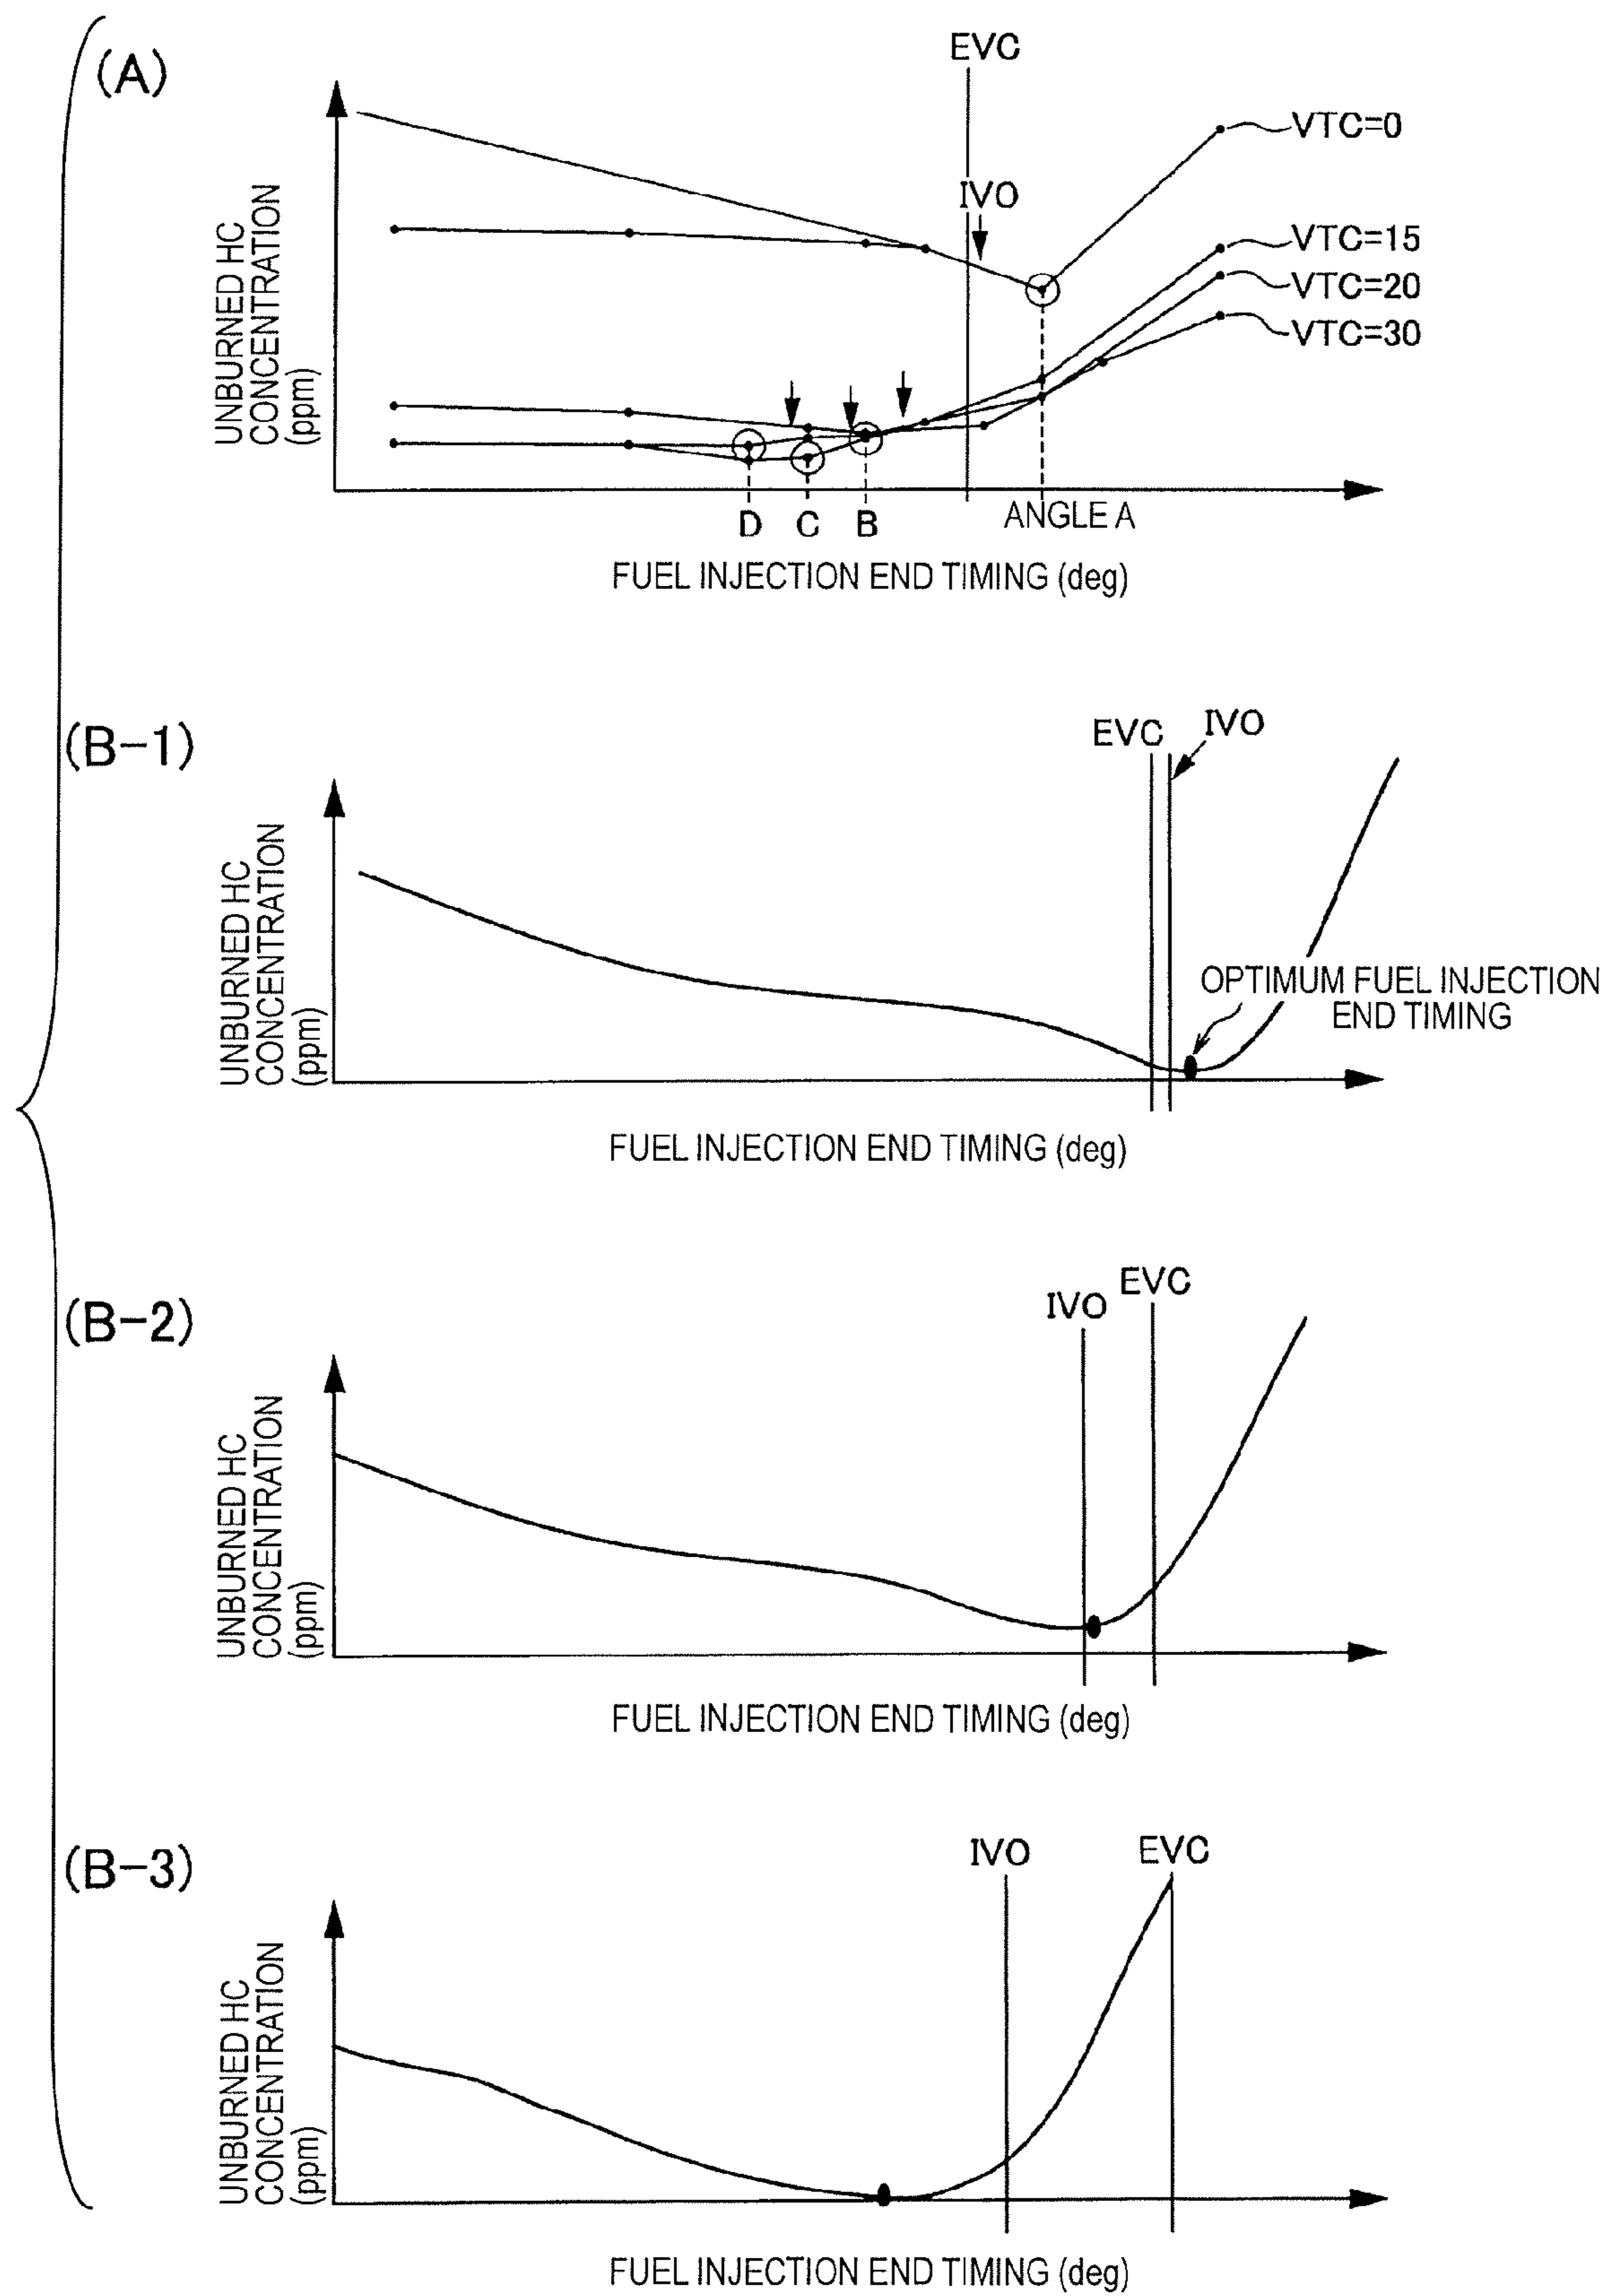 (A)
EVC
IVO
VTC=0
VTC=15
VTC=20
VTC=30
UNBURNED HC
CONCENTRATION
(ppm)
D C B ANGLE A
FUEL INJECTION END TIMING (deg)
(B-1)
EVC IVO
UNBURNED HC
CONCENTRATION
(ppm)
OPTIMUM FUEL INJECTION
END TIMING
FUEL INJECTION END TIMING (deg)
(B-2)
IVO EVC
UNBURNED HC
CONCENTRATION
(ppm)
FUEL INJECTION END TIMING (deg)
(B-3)
IVO EVC
UNBURNED HC
CONCENTRATION
(ppm)
FUEL INJECTION END TIMING (deg)